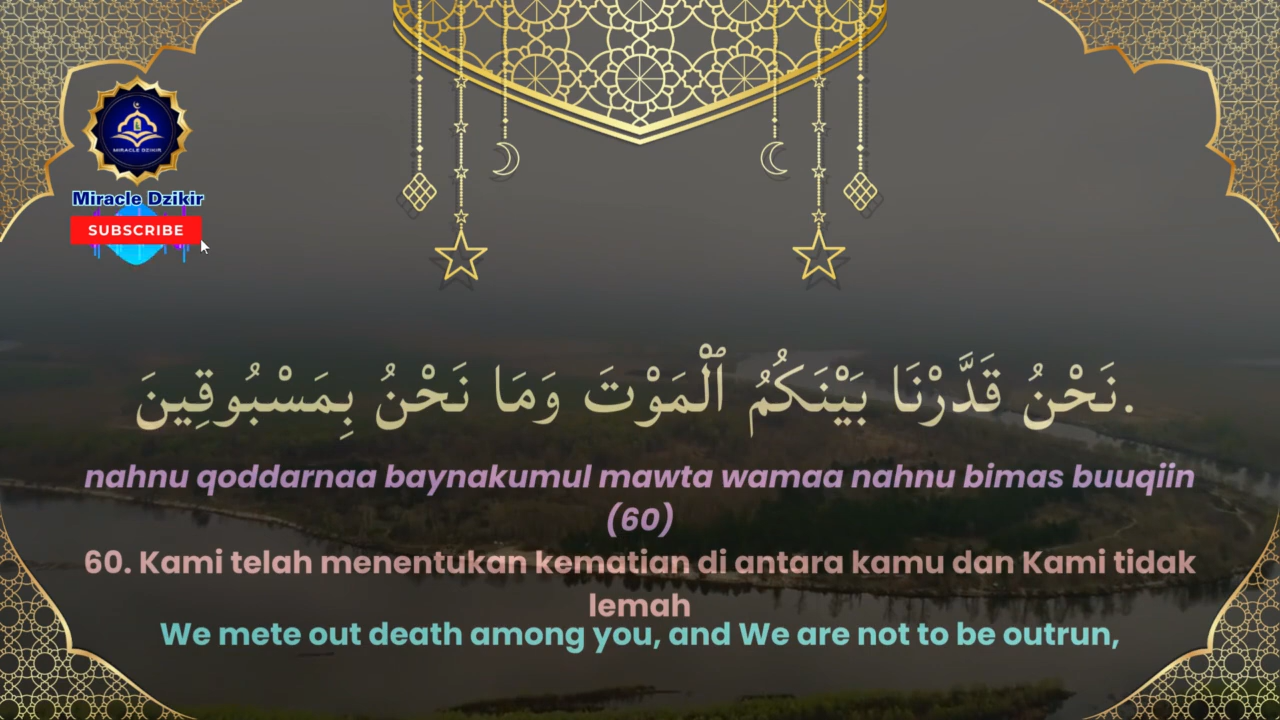 MIRACLE DZIKIR
Miracle Dzikir
SUBSCRIBE
نَحْنُ قَدَّرْنَا بَيْنَكُمُ ٱلْمَوْتَ وَمَا نَحْنُ بِمَسْبُوقِينَ.
nahnu qoddarnaa baynakumul mawta wamaa nahnu bimas buuqiin
(60)
60. Kami telah menentukan kematian di antara kamu dan Kami tidak
lemah
We mete out death among you, and We are not to be outrun,